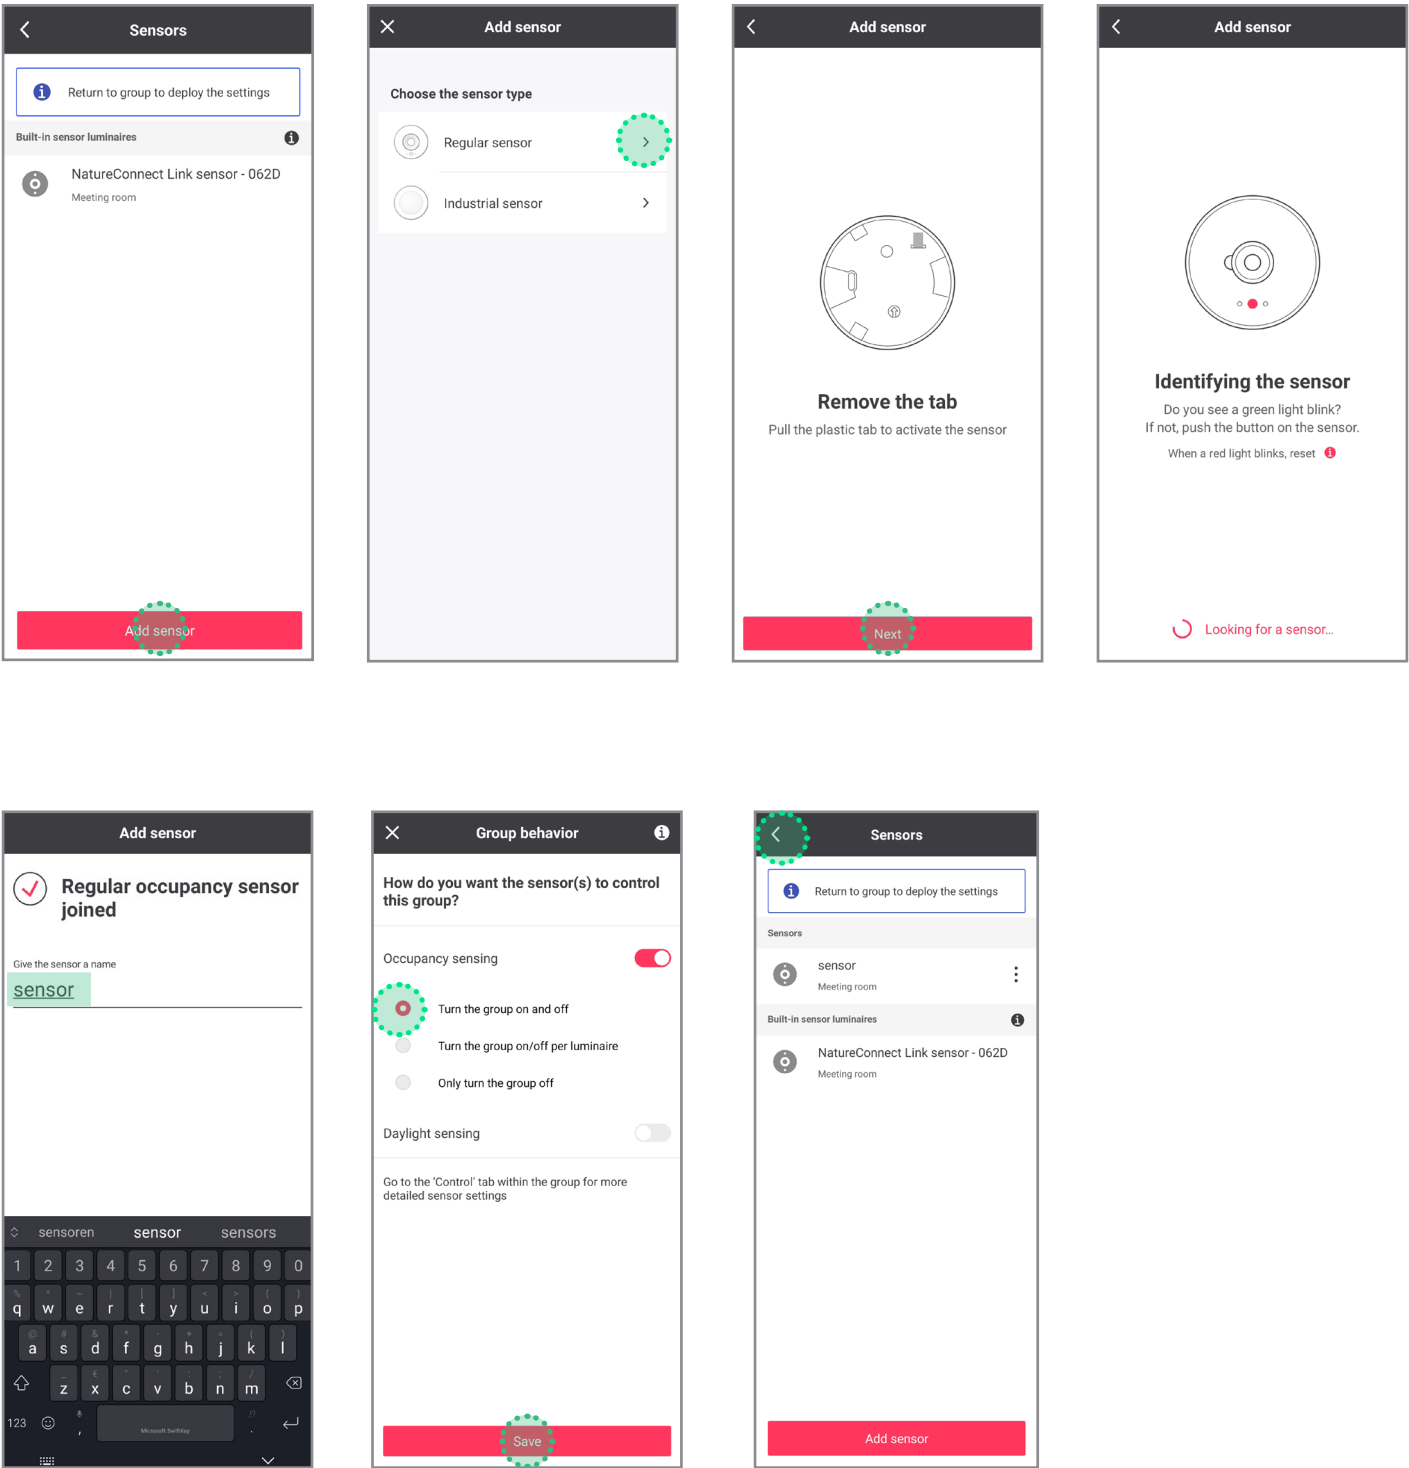 Sensors
Return to group to deploy the settings
Built-in sensor luminaires
NatureConnect Link sensor - 062D
Meeting room
Add sensor
Add sensor
Choose the sensor type
Regular sensor
Industrial sensor
Add sensor
Remove the tab
Pull the plastic tab to activate the sensor
Next
Add sensor
Identifying the sensor
Do you see a green light blink?
If not, push the button on the sensor.
When a red light blinks, reset
Looking for a sensor...
Add sensor
Regular occupancy sensor
joined
Give the sensor a name
sensor
sensoren sensor sensors
1 2 3 4 5 6 7 8 9 0
q w e r t y u i o p
a s d f g h j k l
z x c v b n m
123 , Microsoft SwiftKey .
Group behavior
How do you want the sensor(s) to control
this group?
Occupancy sensing
Turn the group on and off
Turn the group on/off per luminaire
Only turn the group off
Daylight sensing
Go to the 'Control' tab within the group for more
detailed sensor settings
Save
Sensors
Return to group to deploy the settings
Sensors
sensor
Meeting room
Built-in sensor luminaires
NatureConnect Link sensor - 062D
Meeting room
Add sensor